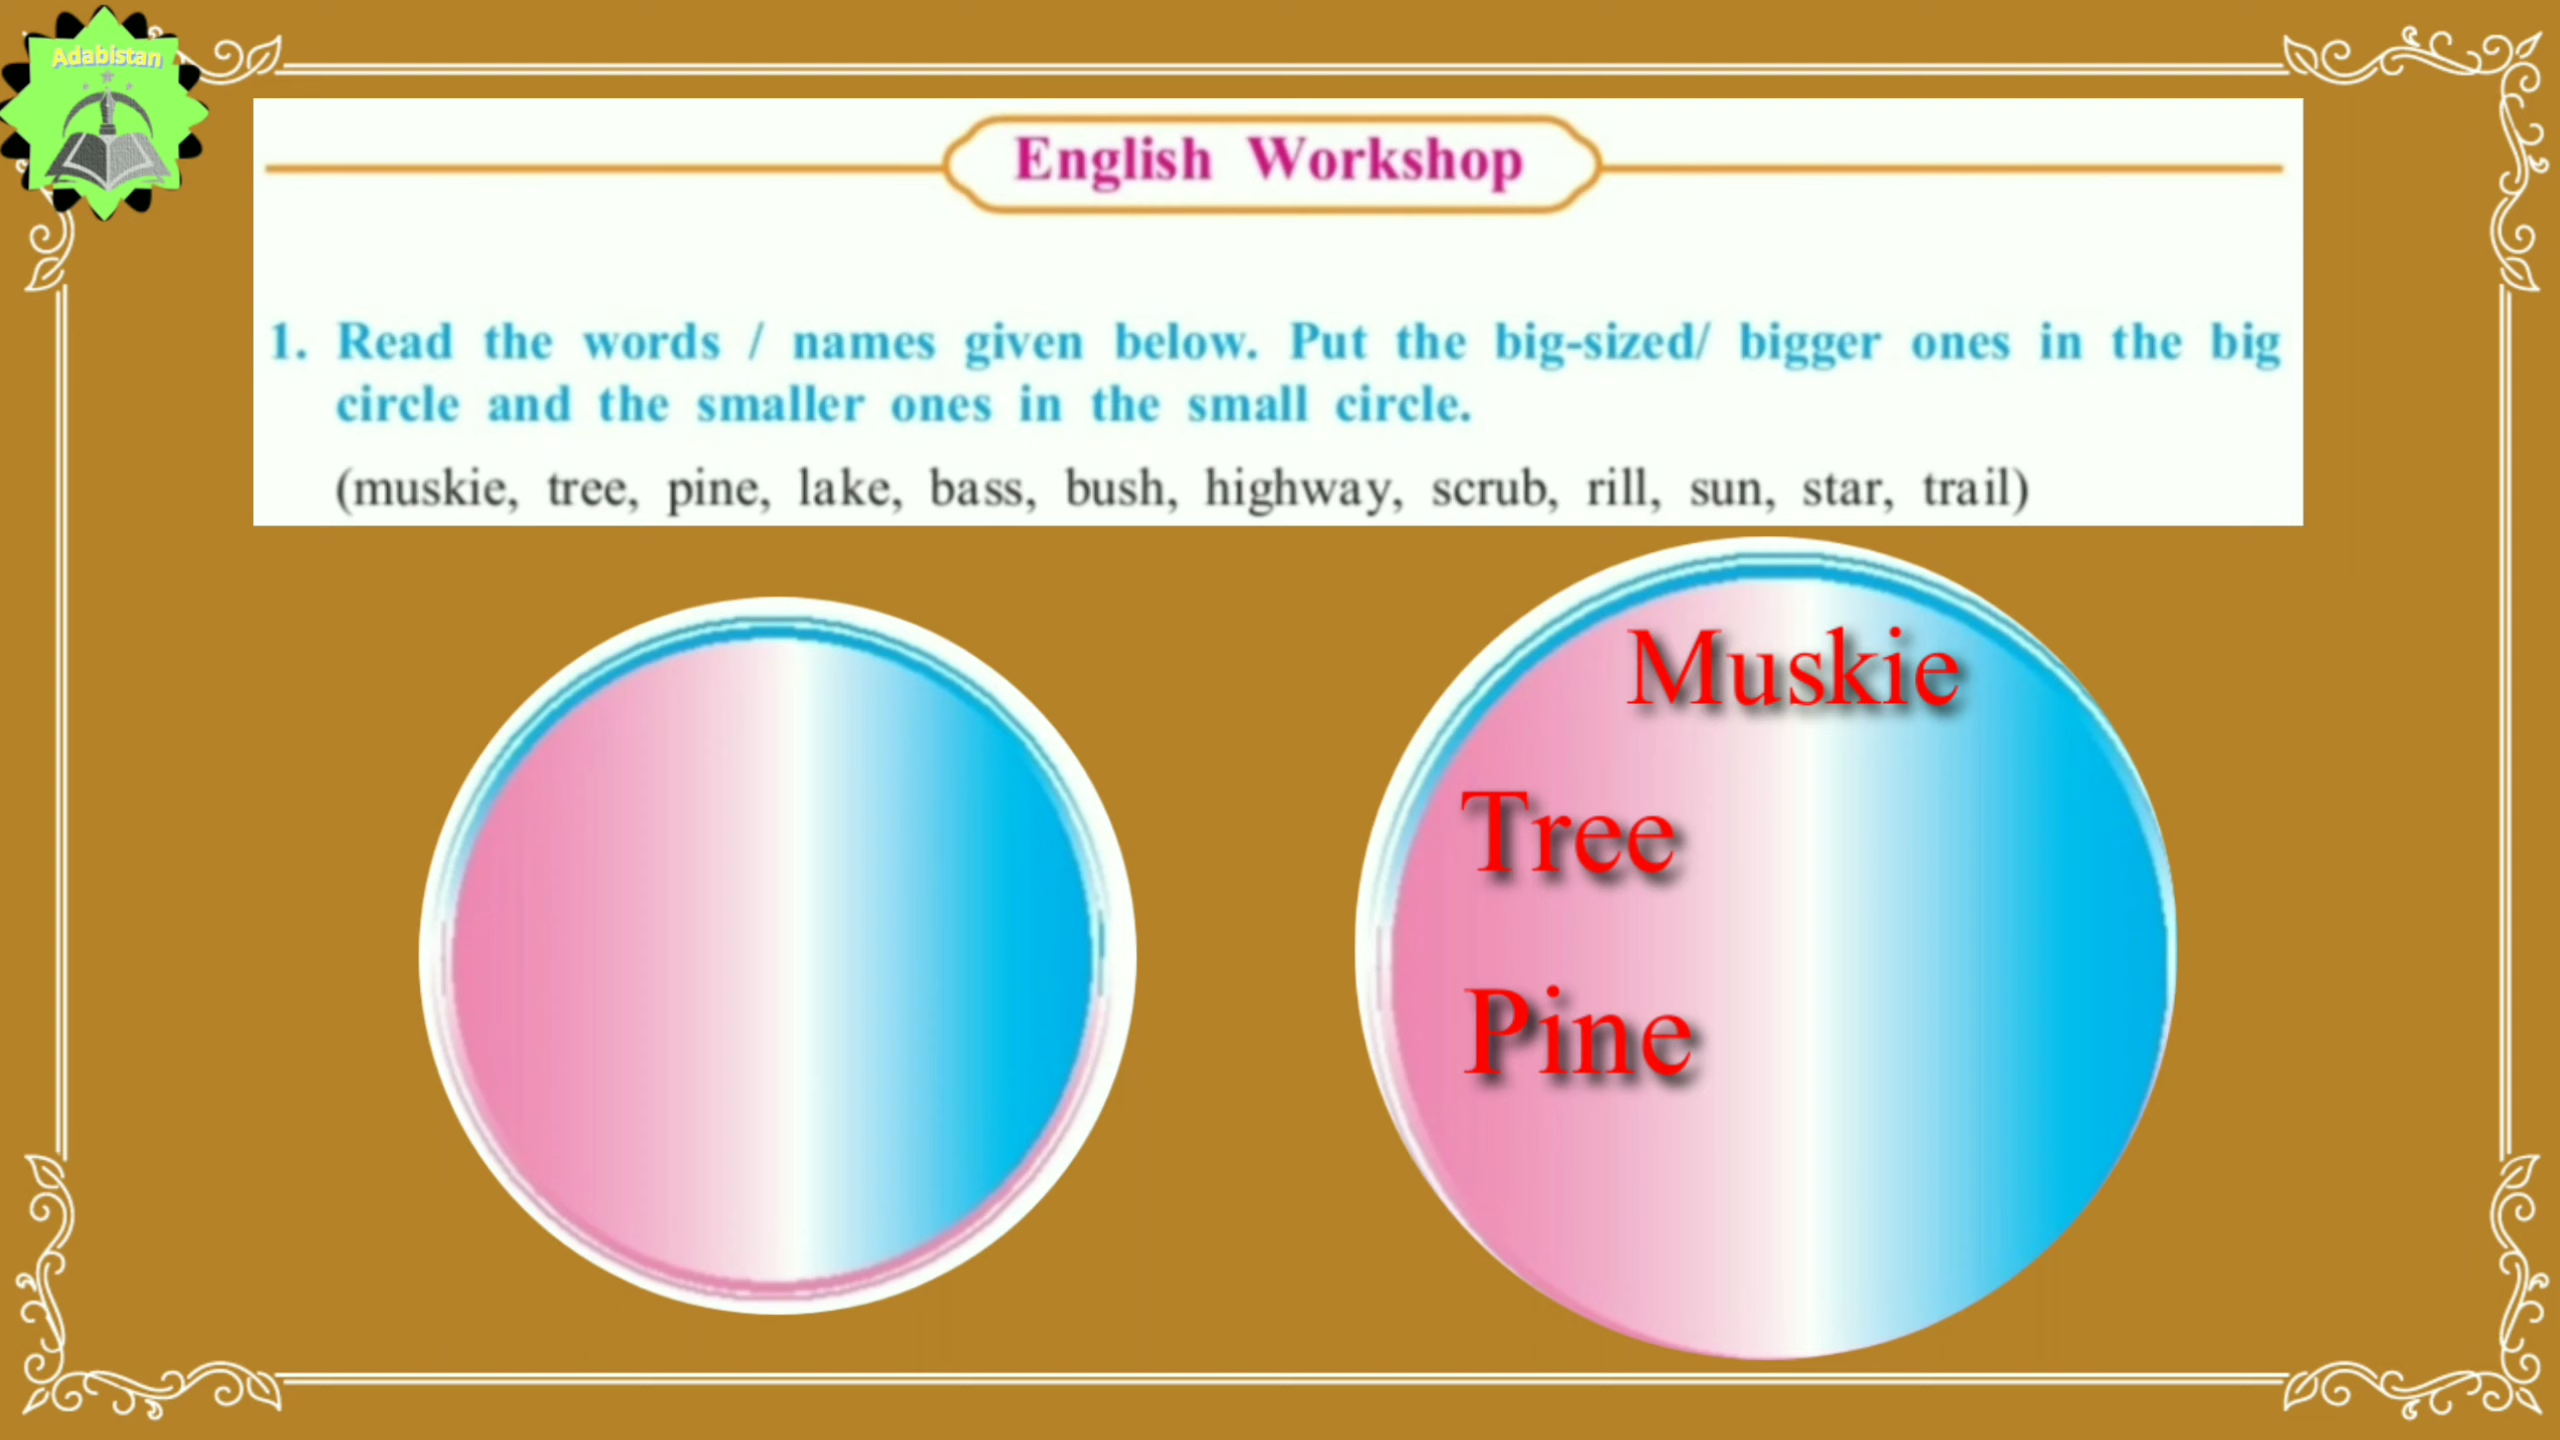 Adabistan
English Workshop
1. Read the words / names given below. Put the big-sized/ bigger ones in the big
circle and the smaller ones in the small circle.
(muskie, tree, pine, lake, bass, bush, highway, scrub, rill, sun, star, trail)
Muskie
Tree
Pine